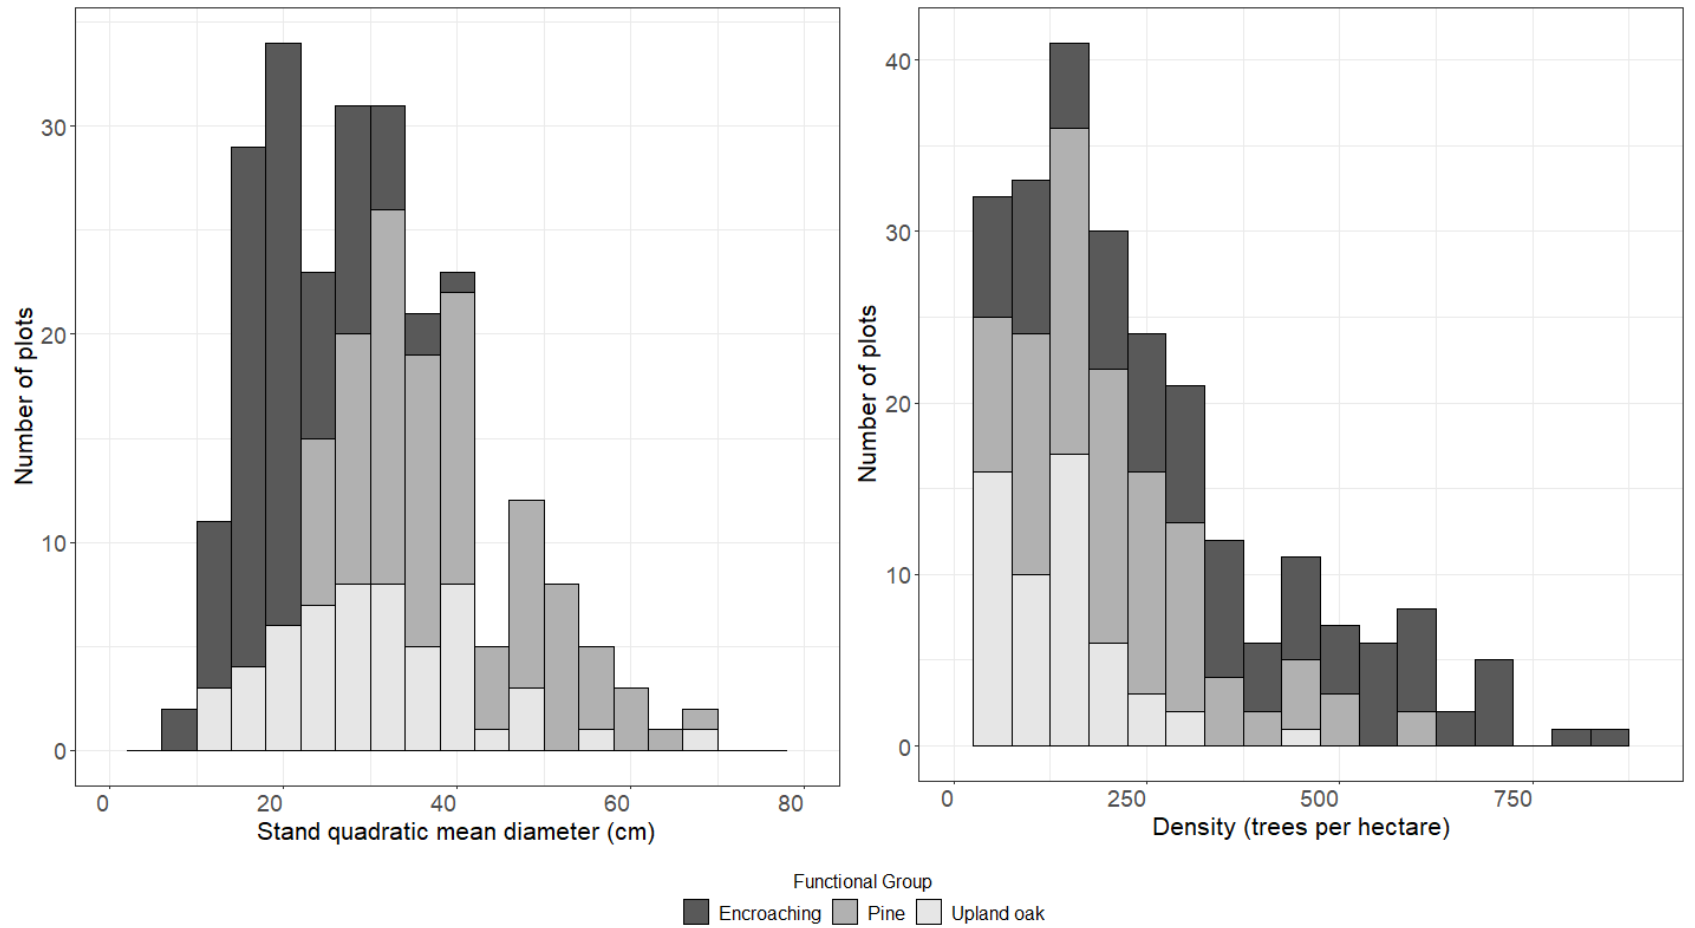 Number of plots
30
20
10
0
0 20 40 60 80
Stand quadratic mean diameter (cm)
Number of plots
40
30
20
10
0
0 250 500 750
Density (trees per hectare)
Functional Group
Encroaching Pine Upland oak